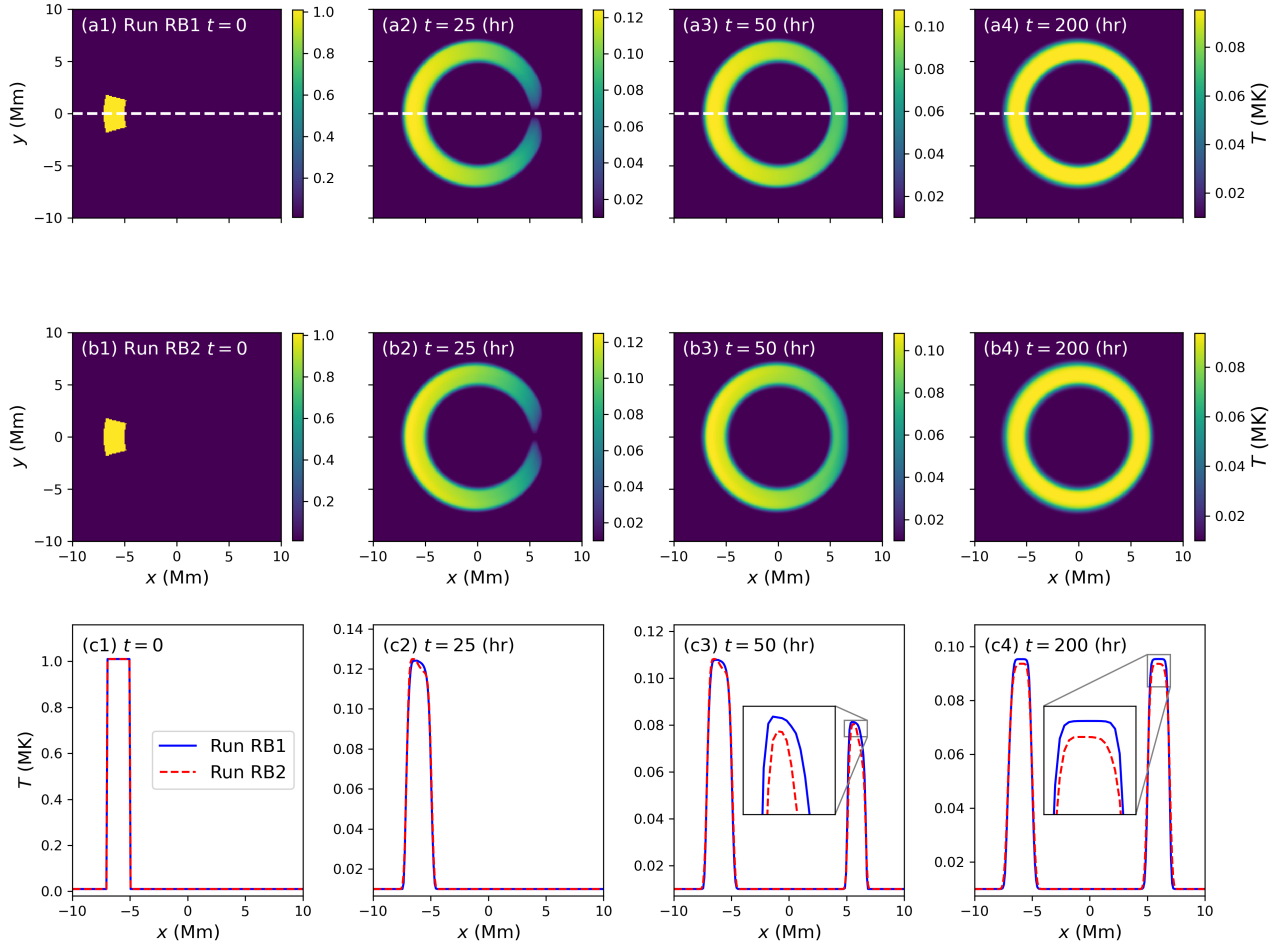 (a1) Run RB1 t = 0
(a2) t = 25 (hr)
(a3) t = 50 (hr)
(a4) t = 200 (hr)
y (Mm)
10
5
0
−5
−10
1.0
0.8
0.6
0.4
0.2
0.12
0.10
0.08
0.06
0.04
0.02
0.10
0.08
0.06
0.04
0.02
0.08
0.06
0.04
0.02
T (MK)
(b1) Run RB2 t = 0
(b2) t = 25 (hr)
(b3) t = 50 (hr)
(b4) t = 200 (hr)
y (Mm)
10
5
0
−5
−10
1.0
0.8
0.6
0.4
0.2
0.12
0.10
0.08
0.06
0.04
0.02
0.10
0.08
0.06
0.04
0.02
0.08
0.06
0.04
0.02
T (MK)
−10 −5 0 5 10
−10 −5 0 5 10
−10 −5 0 5 10
−10 −5 0 5 10
x (Mm)
x (Mm)
x (Mm)
x (Mm)
(c1) t = 0
T (MK)
1.0
0.8
0.6
0.4
0.2
0.0
Run RB1
Run RB2
−10 −5 0 5 10
x (Mm)
(c2) t = 25 (hr)
0.14
0.12
0.10
0.08
0.06
0.04
0.02
−10 −5 0 5 10
x (Mm)
(c3) t = 50 (hr)
0.12
0.10
0.08
0.06
0.04
0.02
−10 −5 0 5 10
x (Mm)
(c4) t = 200 (hr)
0.10
0.08
0.06
0.04
0.02
−10 −5 0 5 10
x (Mm)